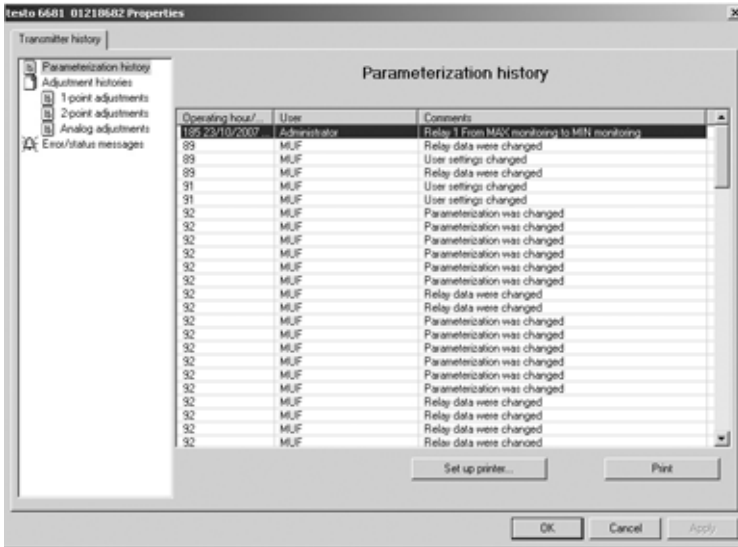 testo 6681 01218682 Properties
Transmitter history
Parameterization history
Adjustment histories
1-point adjustments
2-point adjustments
Analog adjustments
Error/status messages
Parameterization history
Operating hour/... User Comments
185 23/10/2007 ... Administrator Relay 1 From MAX monitoring to MIN monitoring
89 MUF Relay data were changed
89 MUF User settings changed
89 MUF Relay data were changed
91 MUF User settings changed
91 MUF User settings changed
92 MUF Parameterization was changed
92 MUF Parameterization was changed
92 MUF Parameterization was changed
92 MUF Parameterization was changed
92 MUF Parameterization was changed
92 MUF Parameterization was changed
92 MUF Relay data were changed
92 MUF Relay data were changed
92 MUF Parameterization was changed
92 MUF Parameterization was changed
92 MUF Parameterization was changed
92 MUF Parameterization was changed
92 MUF Parameterization was changed
92 MUF Parameterization was changed
92 MUF Relay data were changed
92 MUF Relay data were changed
92 MUF Relay data were changed
92 MUF Relay data were changed
Set up printer... Print
OK Cancel Apply